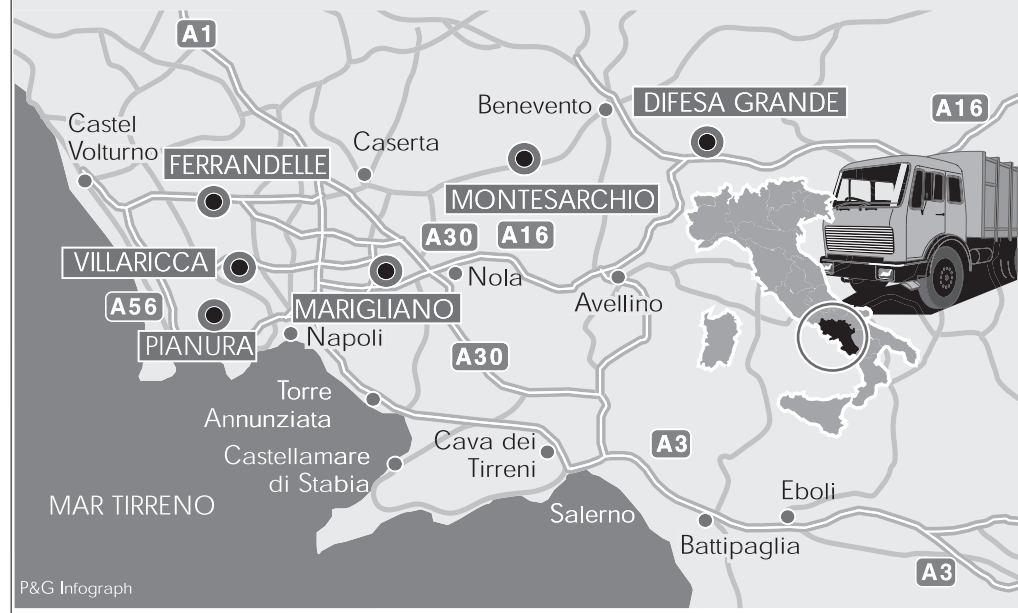 A1
Benevento
DIFESA GRANDE
A16
Castel
Volturno
Caserta
FERRANDELLE
MONTESARCHIO
A30
A16
VILLARICCA
Nola
A56
MARIGLIANO
Avellino
PIANURA
Napoli
A30
Torre
Annunziata
Castellamare
di Stabia
Cava dei
Tirreni
A3
MAR TIRRENO
Salerno
Eboli
Battipaglia
A3
P&G Infograph